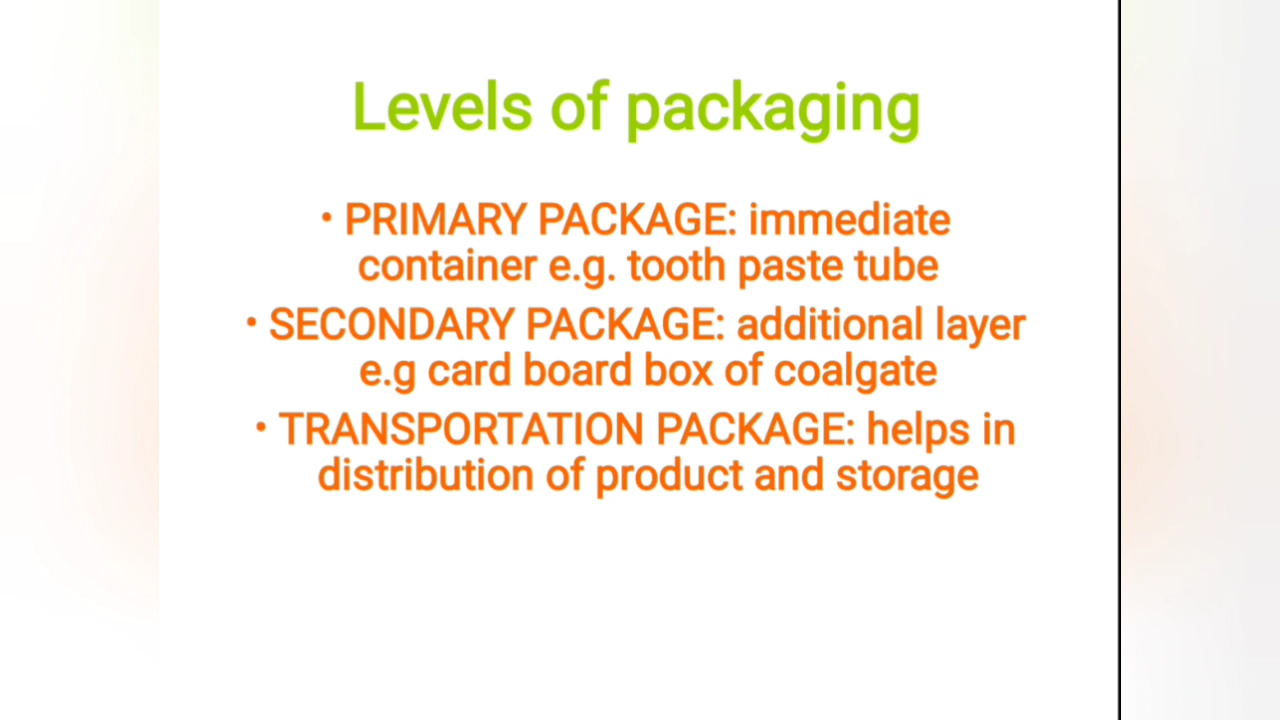 Levels of packaging
• PRIMARY PACKAGE: immediate
container e.g. tooth paste tube
• SECONDARY PACKAGE: additional layer
e.g card board box of coalgate
• TRANSPORTATION PACKAGE: helps in
distribution of product and storage